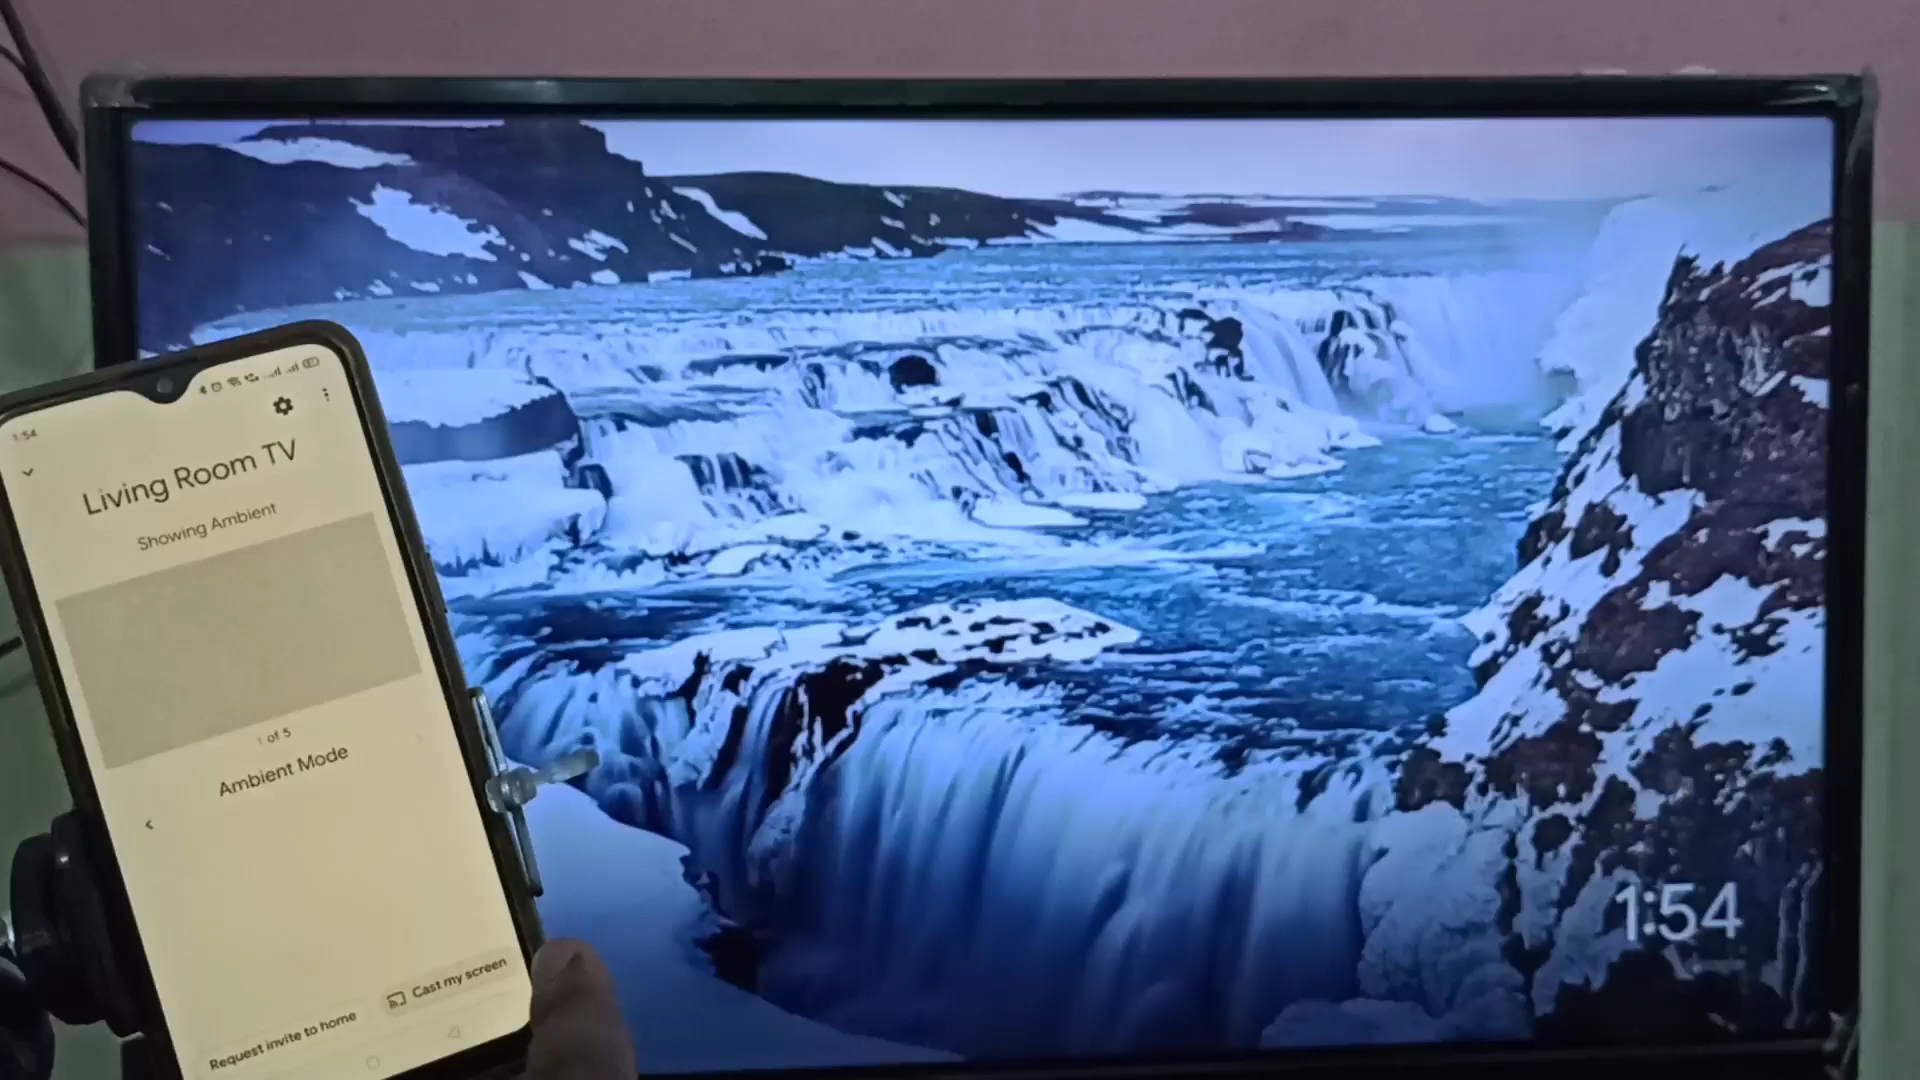 1:54
Living Room TV
Showing Ambient
1 of 5
Ambient Mode
Cast my screen
Request invite to home
1:54